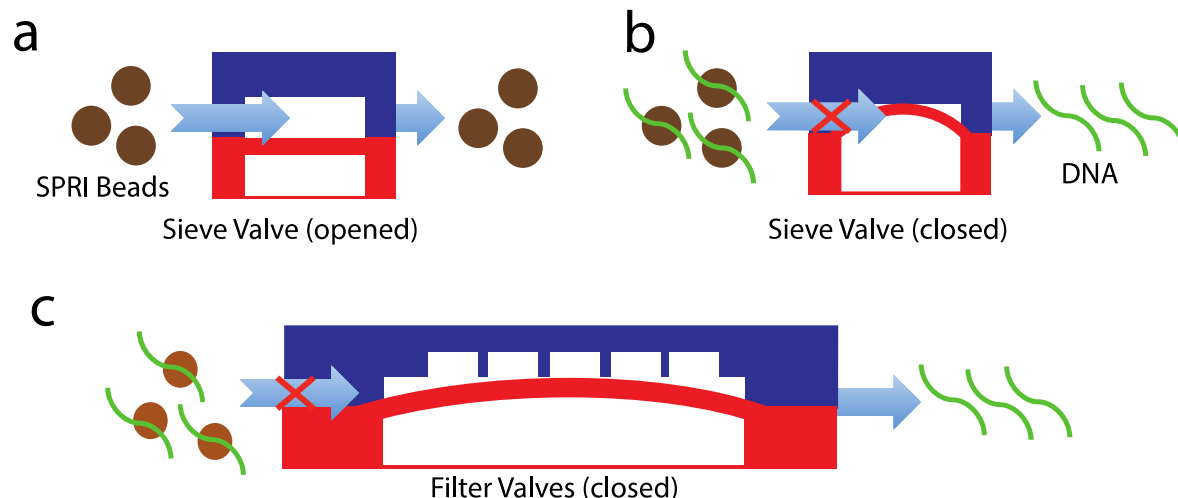 a
SPRI Beads
Sieve Valve (opened)
b
DNA
Sieve Valve (closed)
c
Filter Valves (closed)